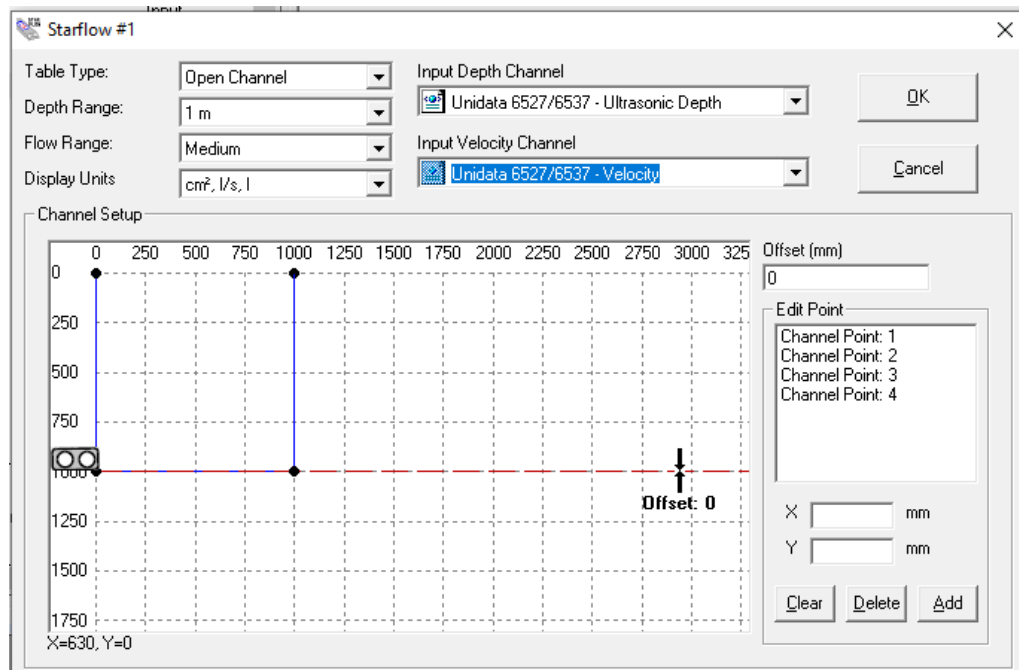 Input
Starflow #1
Table Type:
Open Channel
Input Depth Channel
Unidata 6527/6537 - Ultrasonic Depth
OK
Depth Range:
1 m
Flow Range:
Medium
Input Velocity Channel
Unidata 6527/6537 - Velocity
Cancel
Display Units
cm², l/s, l
Channel Setup
0 250 500 750 1000 1250 1500 1750 2000 2250 2500 2750 3000 325
0
250
500
750
1000
1250
1500
1750
Offset: 0
X=630, Y=0
Offset (mm)
0
Edit Point
Channel Point: 1
Channel Point: 2
Channel Point: 3
Channel Point: 4
X mm
Y mm
Clear Delete Add